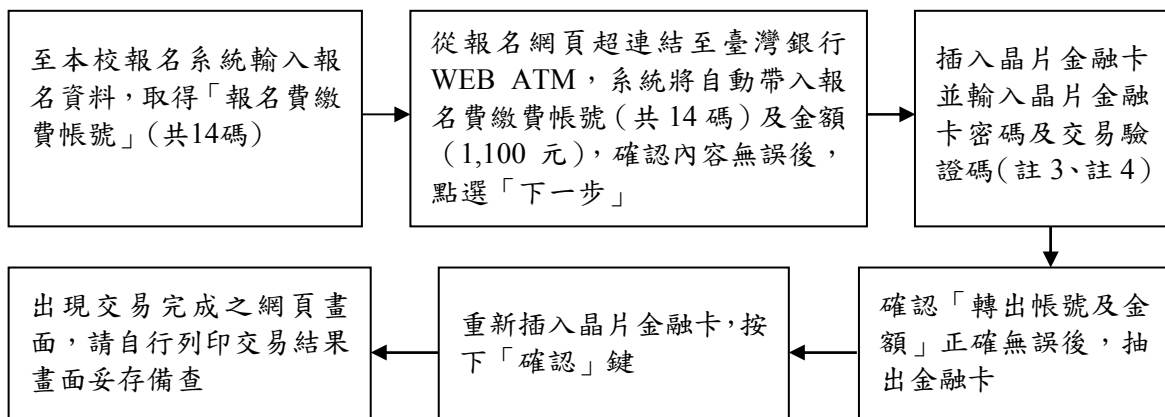 至本校報名系統輸入報
名資料，取得「報名費繳
費帳號」（共14碼）
從報名網頁超連結至臺灣銀行
WEB ATM，系統將自動帶入報
名費繳費帳號（共 14 碼）及金額
（1,100 元），確認內容無誤後，
點選「下一步」
插入晶片金融卡
並輸入晶片金融
卡密碼及交易驗
證碼（註 3、註 4）
確認「轉出帳號及金
額」正確無誤後，抽
出金融卡
重新插入晶片金融卡，按
下「確認」鍵
出現交易完成之網頁畫
面，請自行列印交易結果
畫面妥存備查